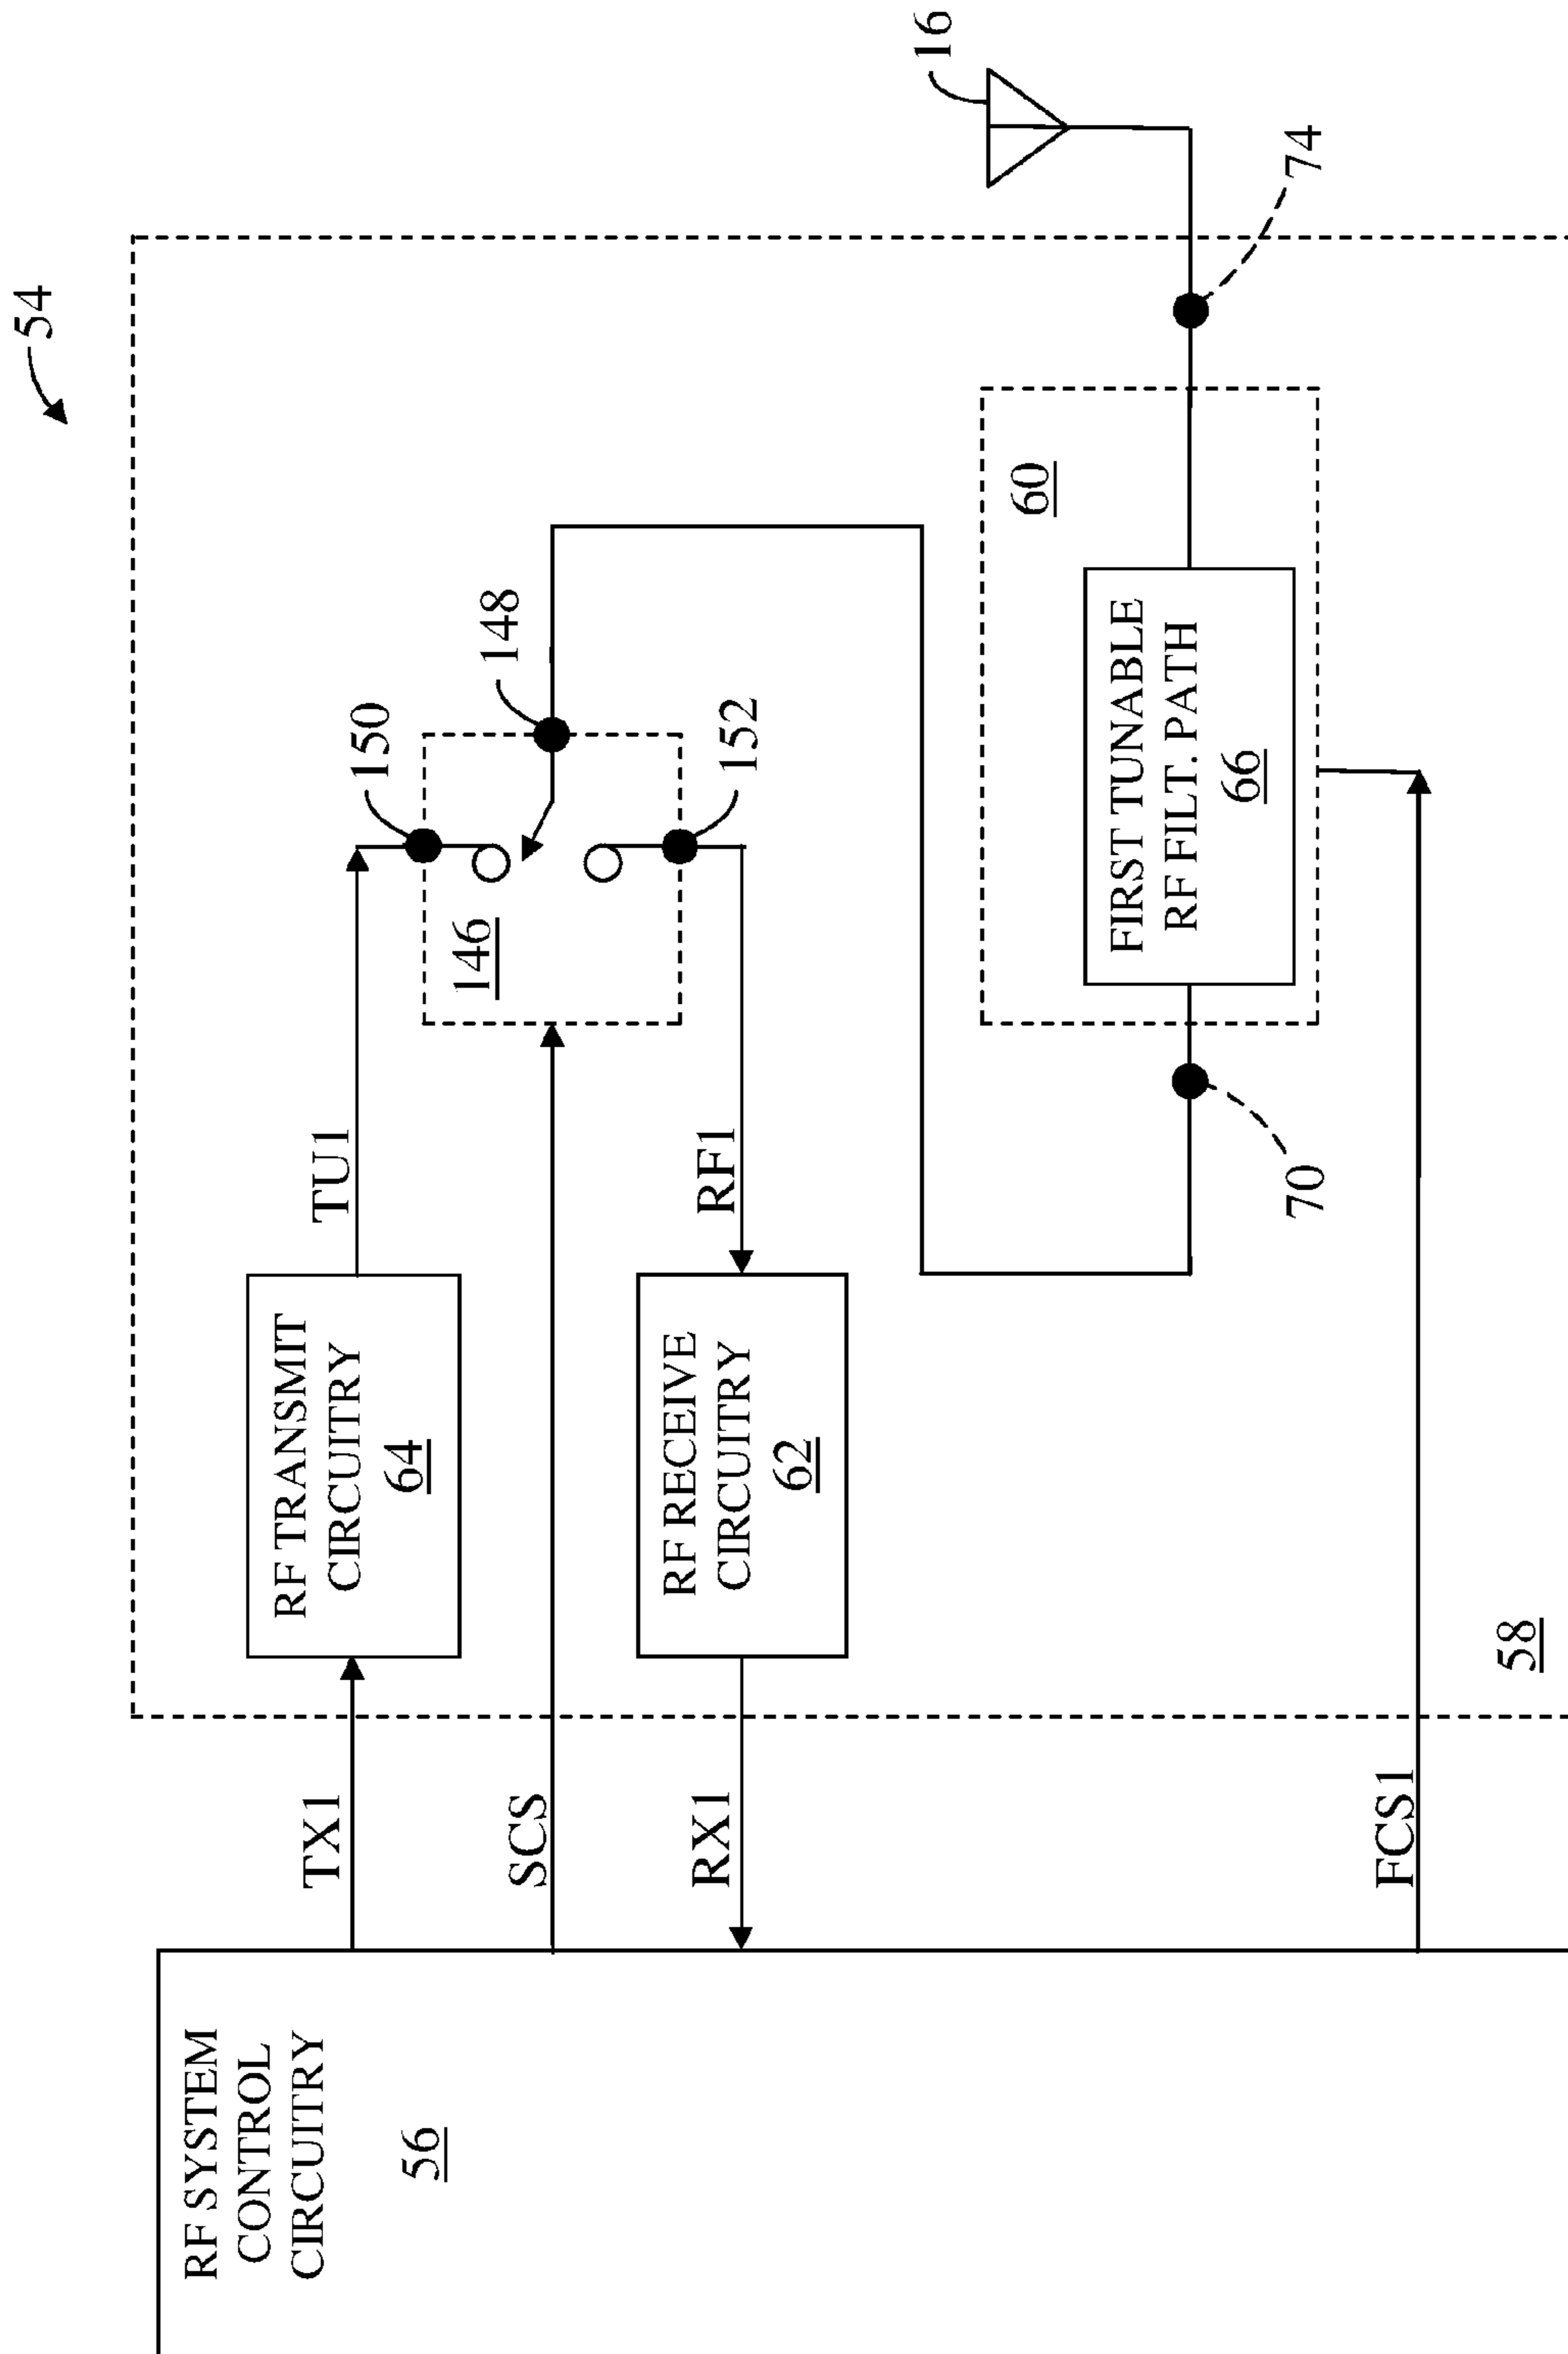 54
RF SYSTEM
CONTROL
CIRCUITRY
56
TX1
RF TRANSMIT
CIRCUITRY
64
TU1
150
SCS
146
148
RX1
RF RECEIVE
CIRCUITRY
62
RF1
152
16
60
FIRST TUNABLE
RF FILT. PATH
66
70
74
FCS1
58